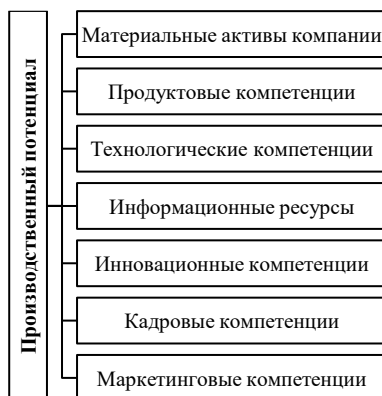 Производственный потенциал
Материальные активы компании
Продуктовые компетенции
Технологические компетенции
Информационные ресурсы
Инновационные компетенции
Кадровые компетенции
Маркетинговые компетенции